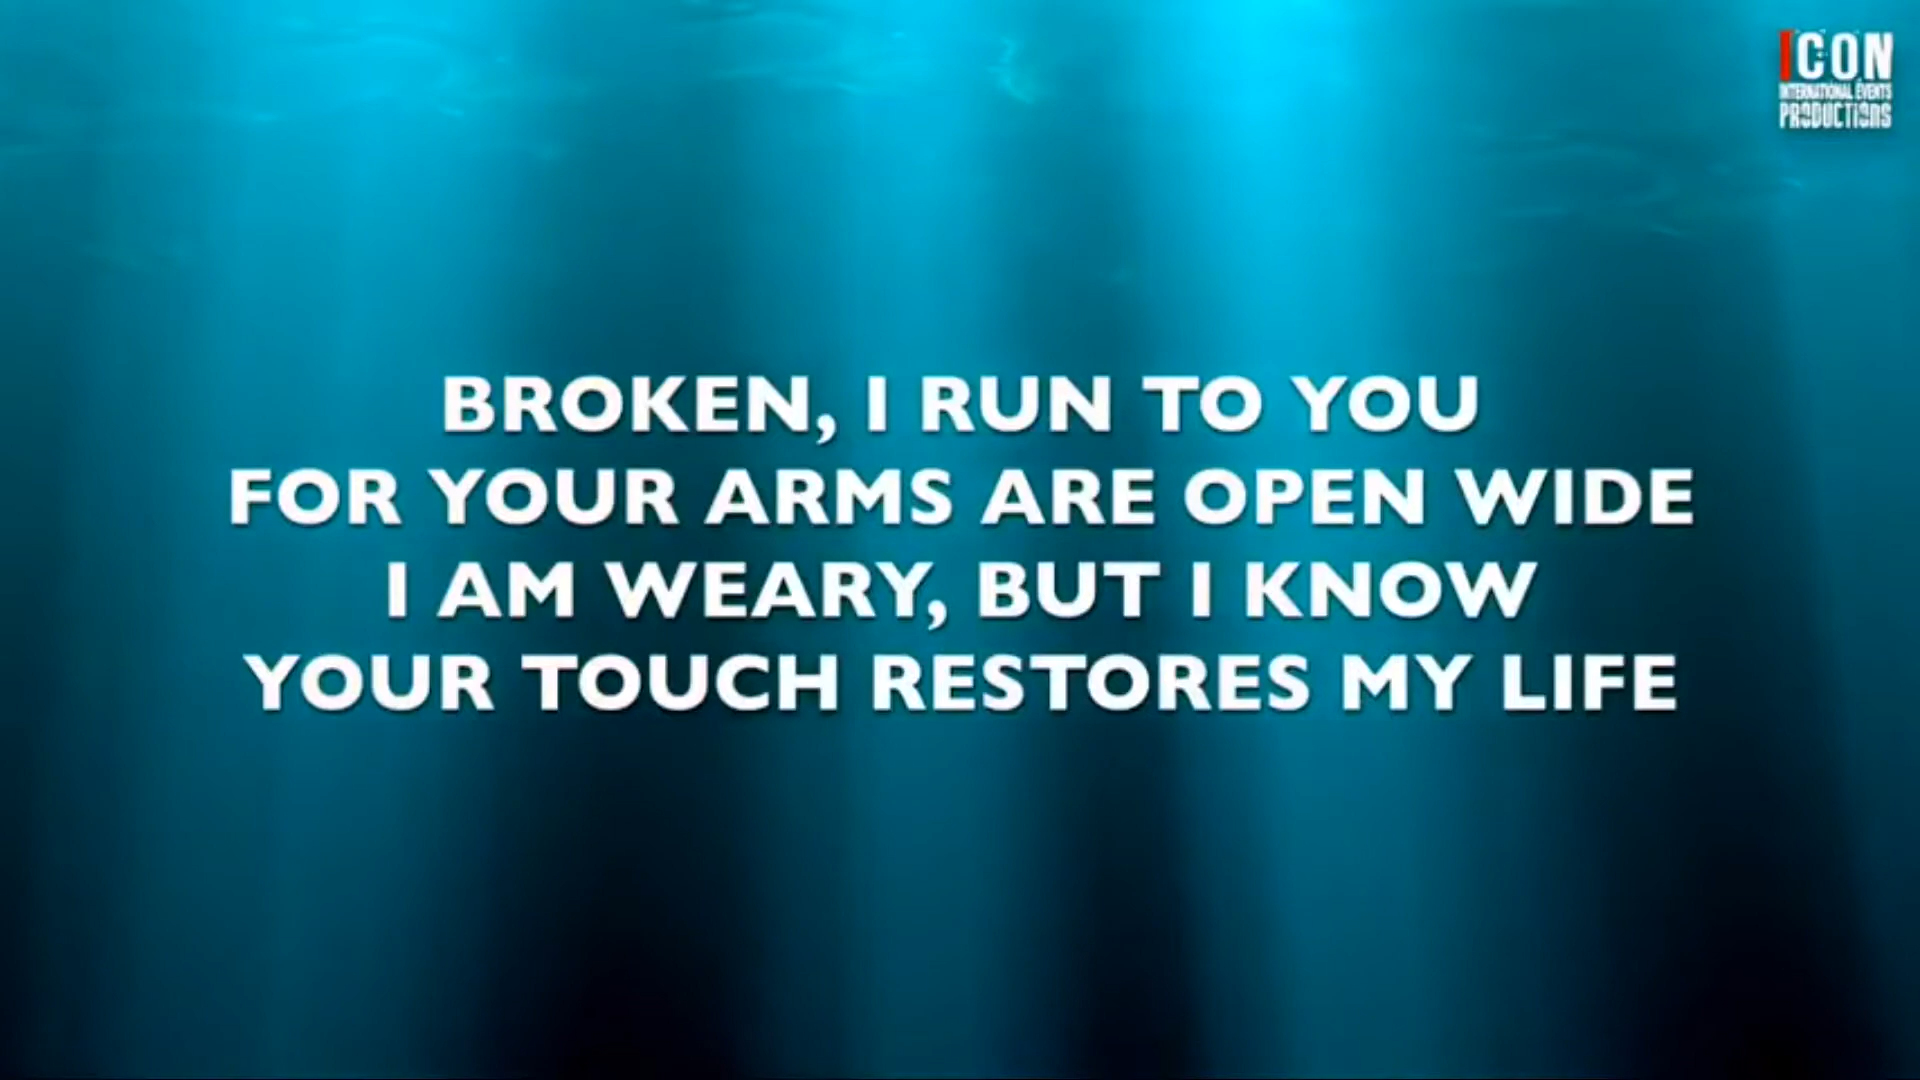 ICON
INTERNATIONAL EVENTS
PRODUCTIONS
BROKEN, I RUN TO YOU
FOR YOUR ARMS ARE OPEN WIDE
I AM WEARY, BUT I KNOW
YOUR TOUCH RESTORES MY LIFE